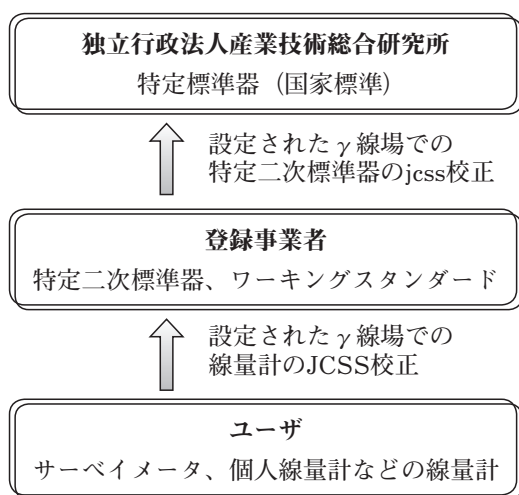 独立行政法人産業技術総合研究所
特定標準器（国家標準）
設定されたγ線場での
特定二次標準器のjcss校正
登録事業者
特定二次標準器、ワーキングスタンダード
設定されたγ線場での
線量計のJCSS校正
ユーザ
サーベイメータ、個人線量計などの線量計